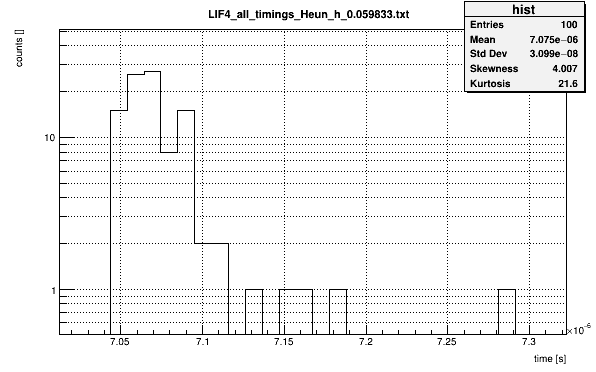 LIF4_all_timings_Heun_h_0.059833.txt
hist
Entries 100
Mean 7.075e−06
Std Dev 3.099e−08
Skewness 4.007
Kurtosis 21.6
counts []
10
1
7.05 7.1 7.15 7.2 7.25 7.3
×10−6
time [s]